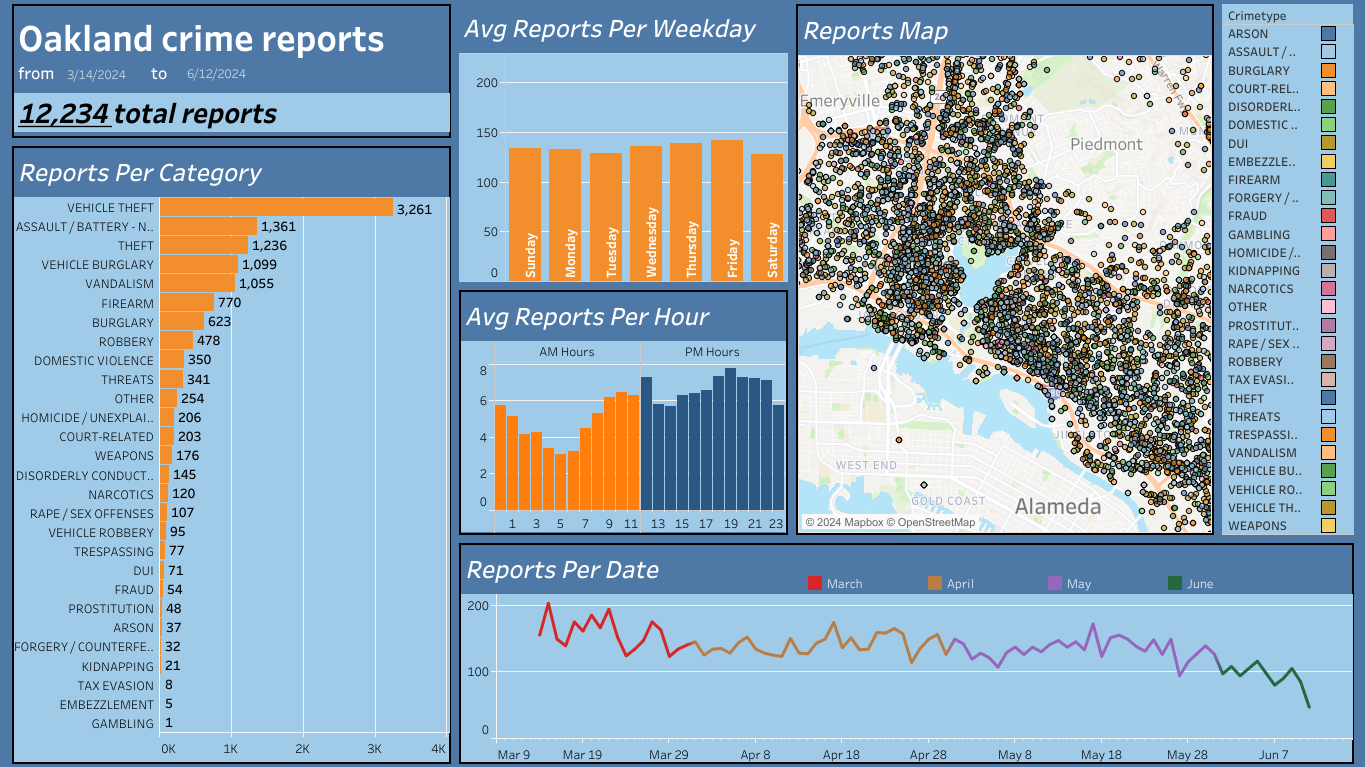 Oakland crime reports
from 3/14/2024 to 6/12/2024
12,234 total reports
Reports Per Category
VEHICLE THEFT 3,261
ASSAULT / BATTERY - N.. 1,361
THEFT 1,236
VEHICLE BURGLARY 1,099
VANDALISM 1,055
FIREARM 770
BURGLARY 623
ROBBERY 478
DOMESTIC VIOLENCE 350
THREATS 341
OTHER 254
HOMICIDE / UNEXPLAI.. 206
COURT-RELATED 203
WEAPONS 176
DISORDERLY CONDUCT.. 145
NARCOTICS 120
RAPE / SEX OFFENSES 107
VEHICLE ROBBERY 95
TRESPASSING 77
DUI 71
FRAUD 54
PROSTITUTION 48
ARSON 37
FORGERY / COUNTERFE.. 32
KIDNAPPING 21
TAX EVASION 8
EMBEZZLEMENT 5
GAMBLING 1
0K 1K 2K 3K 4K
Avg Reports Per Weekday
200
150
100
50
0
Sunday
Monday
Tuesday
Wednesday
Thursday
Friday
Saturday
Avg Reports Per Hour
AM Hours PM Hours
8
6
4
2
0
1 3 5 7 9 11 13 15 17 19 21 23
Reports Map
Emeryville
Piedmont
WEST END
GOLD COAST
Alameda
© 2024 Mapbox © OpenStreetMap
Crimetype
ARSON
ASSAULT / ..
BURGLARY
COURT-REL..
DISORDERL..
DOMESTIC ..
DUI
EMBEZZLE..
FIREARM
FORGERY / ..
FRAUD
GAMBLING
HOMICIDE /..
KIDNAPPING
NARCOTICS
OTHER
PROSTITUT..
RAPE / SEX ..
ROBBERY
TAX EVASI..
THEFT
THREATS
TRESPASSI..
VANDALISM
VEHICLE BU..
VEHICLE RO..
VEHICLE TH..
WEAPONS
Reports Per Date
March April May June
200
100
0
Mar 9 Mar 19 Mar 29 Apr 8 Apr 18 Apr 28 May 8 May 18 May 28 Jun 7